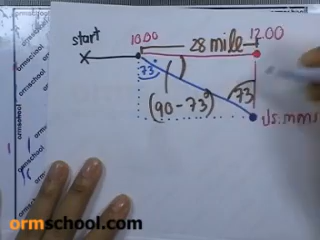 start
10.00
28 mile
12.00
73°
( )
(90-73°)
73
ormschool.com